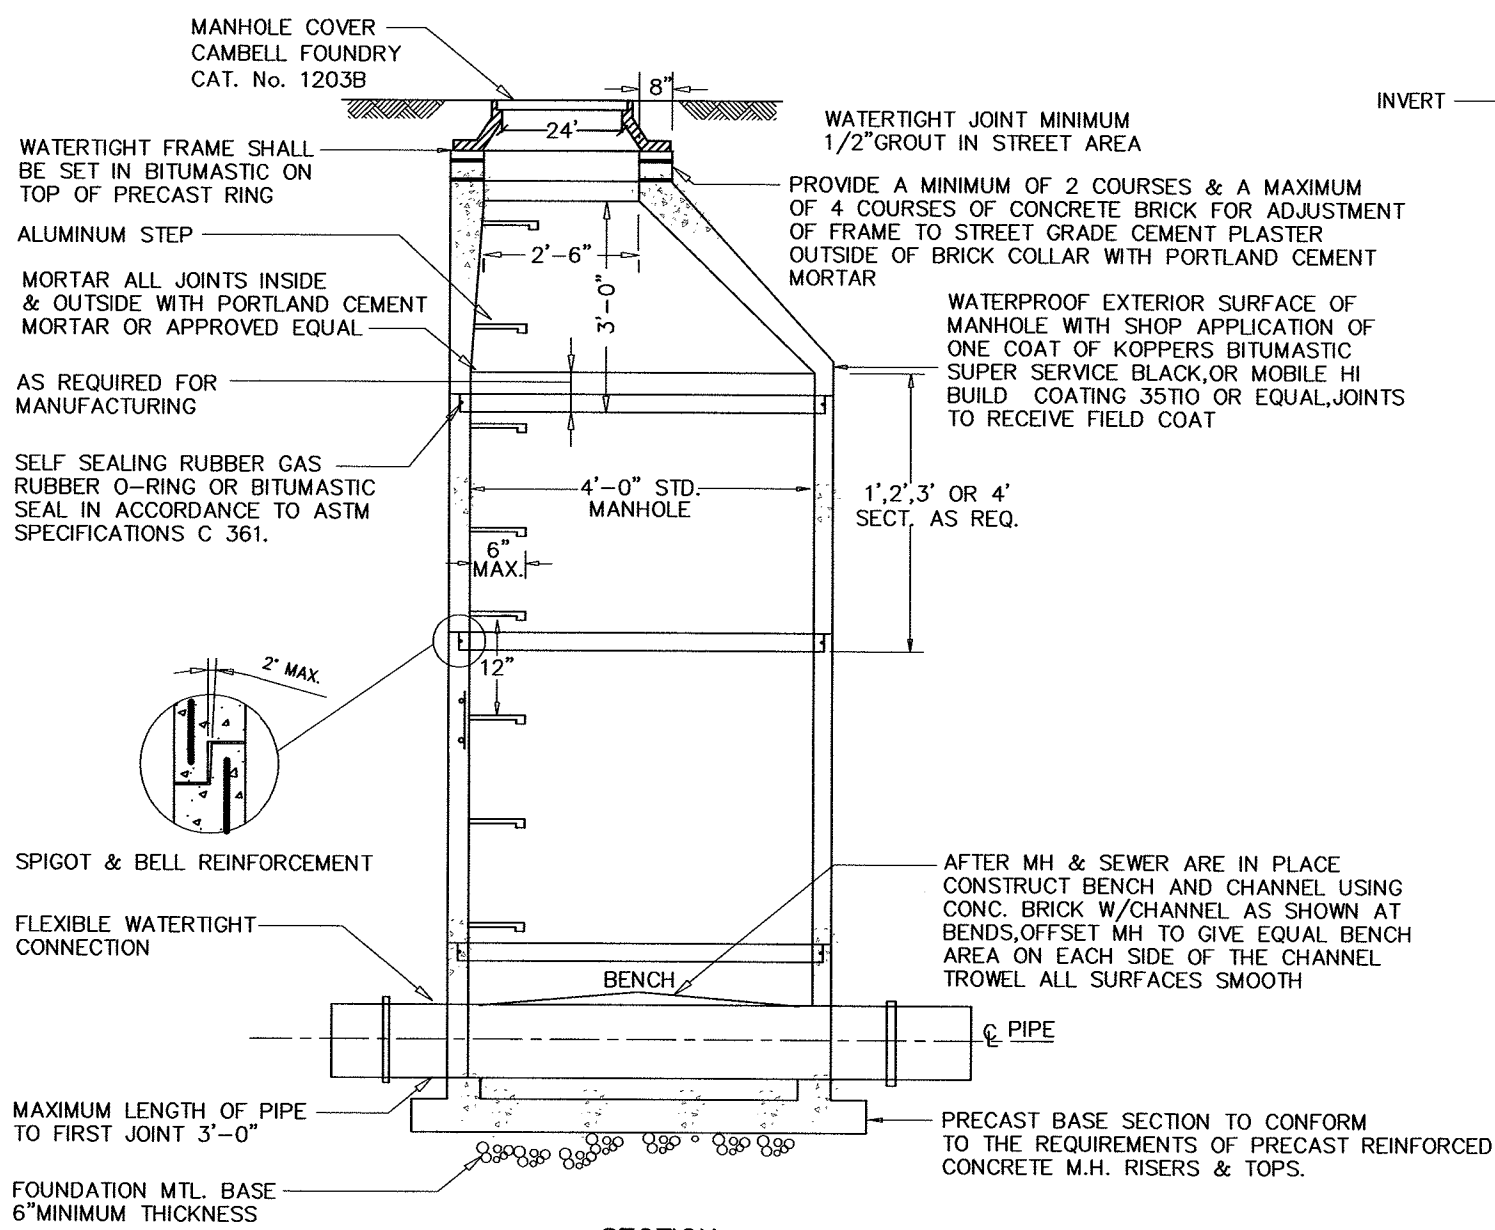 MANHOLE COVER
CAMBELL FOUNDRY
CAT. No. 1203B
8"
INVERT
24'
WATERTIGHT JOINT MINIMUM
1/2"GROUT IN STREET AREA
WATERTIGHT FRAME SHALL
BE SET IN BITUMASTIC ON
TOP OF PRECAST RING
PROVIDE A MINIMUM OF 2 COURSES & A MAXIMUM
OF 4 COURSES OF CONCRETE BRICK FOR ADJUSTMENT
OF FRAME TO STREET GRADE CEMENT PLASTER
OUTSIDE OF BRICK COLLAR WITH PORTLAND CEMENT
MORTAR
ALUMINUM STEP
2'-6"
3'-0"
MORTAR ALL JOINTS INSIDE
& OUTSIDE WITH PORTLAND CEMENT
MORTAR OR APPROVED EQUAL
WATERPROOF EXTERIOR SURFACE OF
MANHOLE WITH SHOP APPLICATION OF
ONE COAT OF KOPPERS BITUMASTIC
SUPER SERVICE BLACK,OR MOBILE HI
BUILD COATING 35T10 OR EQUAL,JOINTS
TO RECEIVE FIELD COAT
AS REQUIRED FOR
MANUFACTURING
SELF SEALING RUBBER GAS
RUBBER O-RING OR BITUMASTIC
SEAL IN ACCORDANCE TO ASTM
SPECIFICATIONS C 361.
4'-0" STD.
MANHOLE
1',2',3' OR 4'
SECT. AS REQ.
6"
MAX.
12"
2° MAX.
SPIGOT & BELL REINFORCEMENT
FLEXIBLE WATERTIGHT
CONNECTION
AFTER MH & SEWER ARE IN PLACE
CONSTRUCT BENCH AND CHANNEL USING
CONC. BRICK W/CHANNEL AS SHOWN AT
BENDS,OFFSET MH TO GIVE EQUAL BENCH
AREA ON EACH SIDE OF THE CHANNEL
TROWEL ALL SURFACES SMOOTH
BENCH
℄ PIPE
MAXIMUM LENGTH OF PIPE
TO FIRST JOINT 3'-0"
PRECAST BASE SECTION TO CONFORM
TO THE REQUIREMENTS OF PRECAST REINFORCED
CONCRETE M.H. RISERS & TOPS.
FOUNDATION MTL. BASE
6"MINIMUM THICKNESS